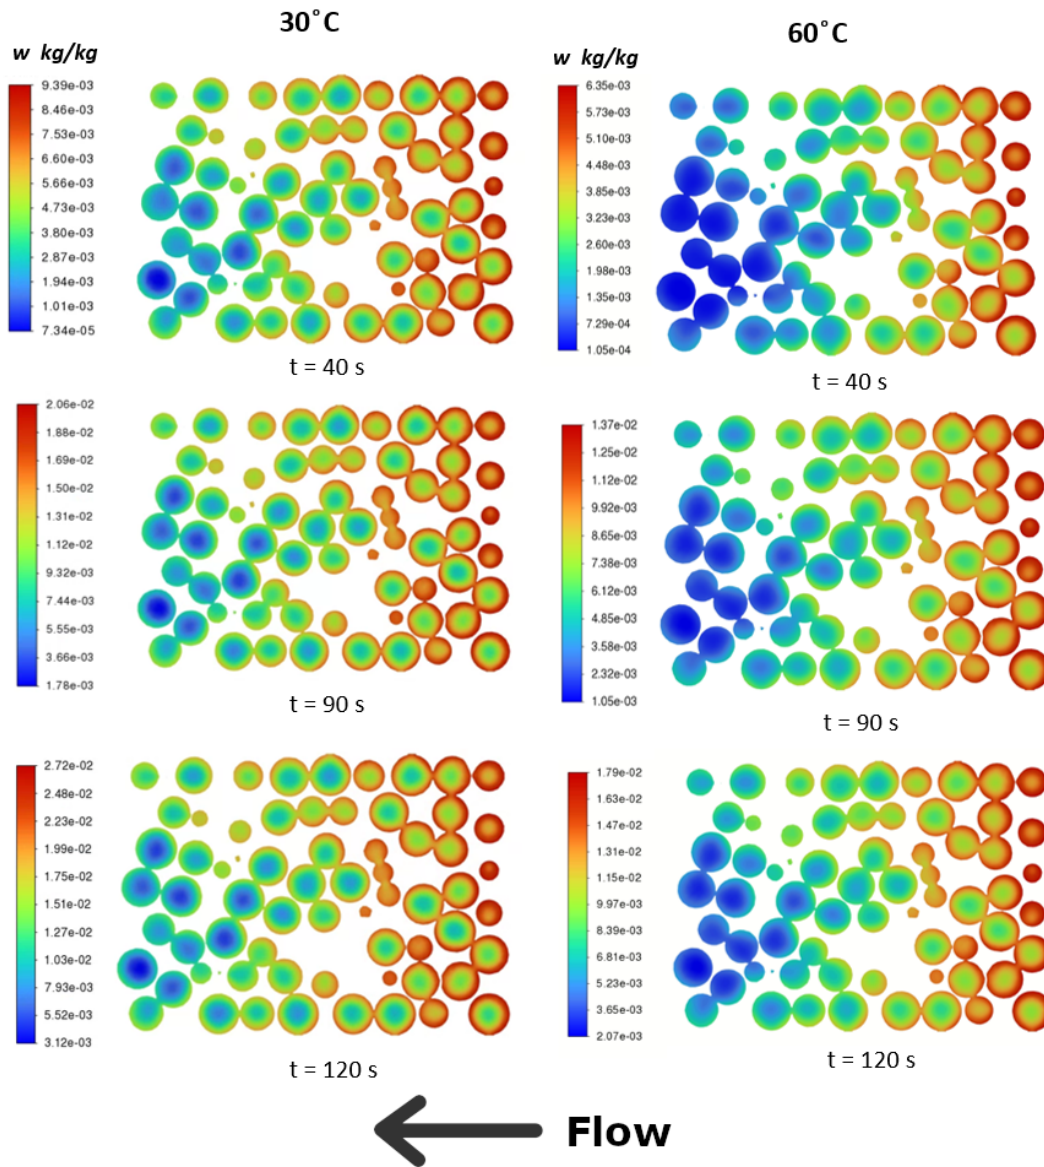 30°C
60°C
w kg/kg
9.39e-03
8.46e-03
7.53e-03
6.60e-03
5.66e-03
4.73e-03
3.80e-03
2.87e-03
1.94e-03
1.01e-03
7.34e-05
t = 40 s
w kg/kg
6.35e-03
5.10e-03
4.48e-03
3.85e-03
3.23e-03
2.60e-03
1.98e-03
1.35e-03
7.29e-04
1.05e-04
t = 40 s
2.06e-02
1.88e-02
1.69e-02
1.50e-02
1.31e-02
1.12e-02
9.32e-03
7.44e-03
5.55e-03
3.66e-03
1.78e-03
t = 90 s
1.37e-02
1.25e-02
1.12e-02
9.92e-03
8.65e-03
7.38e-03
6.12e-03
4.85e-03
3.58e-03
2.32e-03
1.05e-03
t = 90 s
2.72e-02
2.48e-02
2.23e-02
1.99e-02
1.75e-02
1.51e-02
1.27e-02
1.03e-02
7.93e-03
5.52e-03
3.12e-03
t = 120 s
1.79e-02
1.63e-02
1.47e-02
1.31e-02
1.15e-02
9.97e-03
8.39e-03
6.81e-03
5.23e-03
3.65e-03
2.07e-03
t = 120 s
Flow